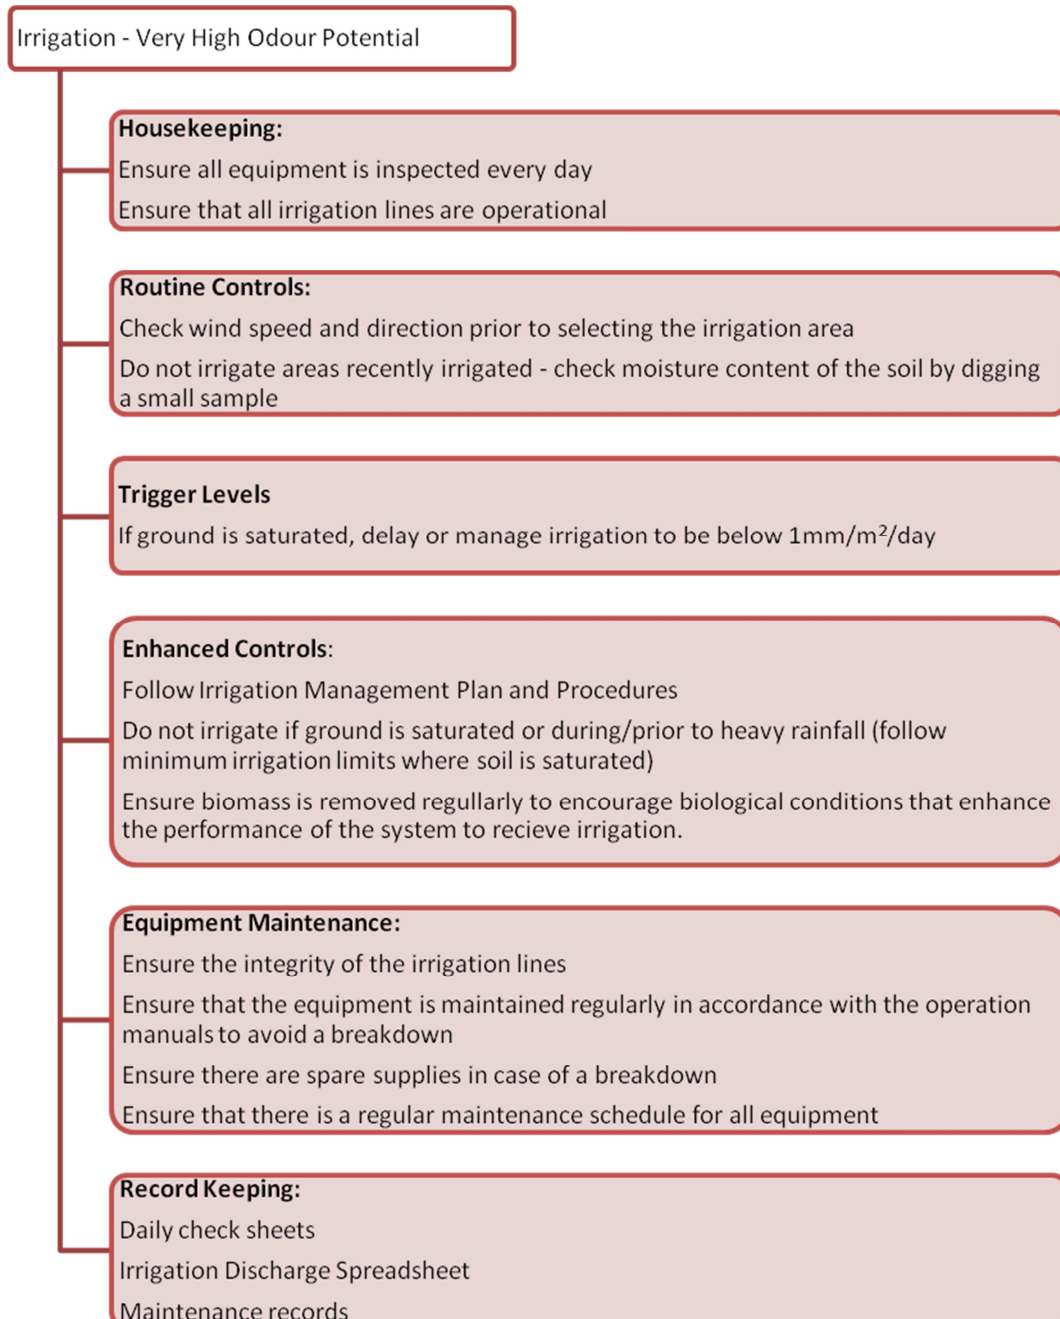 Irrigation - Very High Odour Potential
Housekeeping:
Ensure all equipment is inspected every day
Ensure that all irrigation lines are operational
Routine Controls:
Check wind speed and direction prior to selecting the irrigation area
Do not irrigate areas recently irrigated - check moisture content of the soil by digging
a small sample
Trigger Levels
If ground is saturated, delay or manage irrigation to be below 1mm/m²/day
Enhanced Controls:
Follow Irrigation Management Plan and Procedures
Do not irrigate if ground is saturated or during/prior to heavy rainfall (follow
minimum irrigation limits where soil is saturated)
Ensure biomass is removed regullarly to encourage biological conditions that enhance
the performance of the system to recieve irrigation.
Equipment Maintenance:
Ensure the integrity of the irrigation lines
Ensure that the equipment is maintained regularly in accordance with the operation
manuals to avoid a breakdown
Ensure there are spare supplies in case of a breakdown
Ensure that there is a regular maintenance schedule for all equipment
Record Keeping:
Daily check sheets
Irrigation Discharge Spreadsheet
Maintenance records